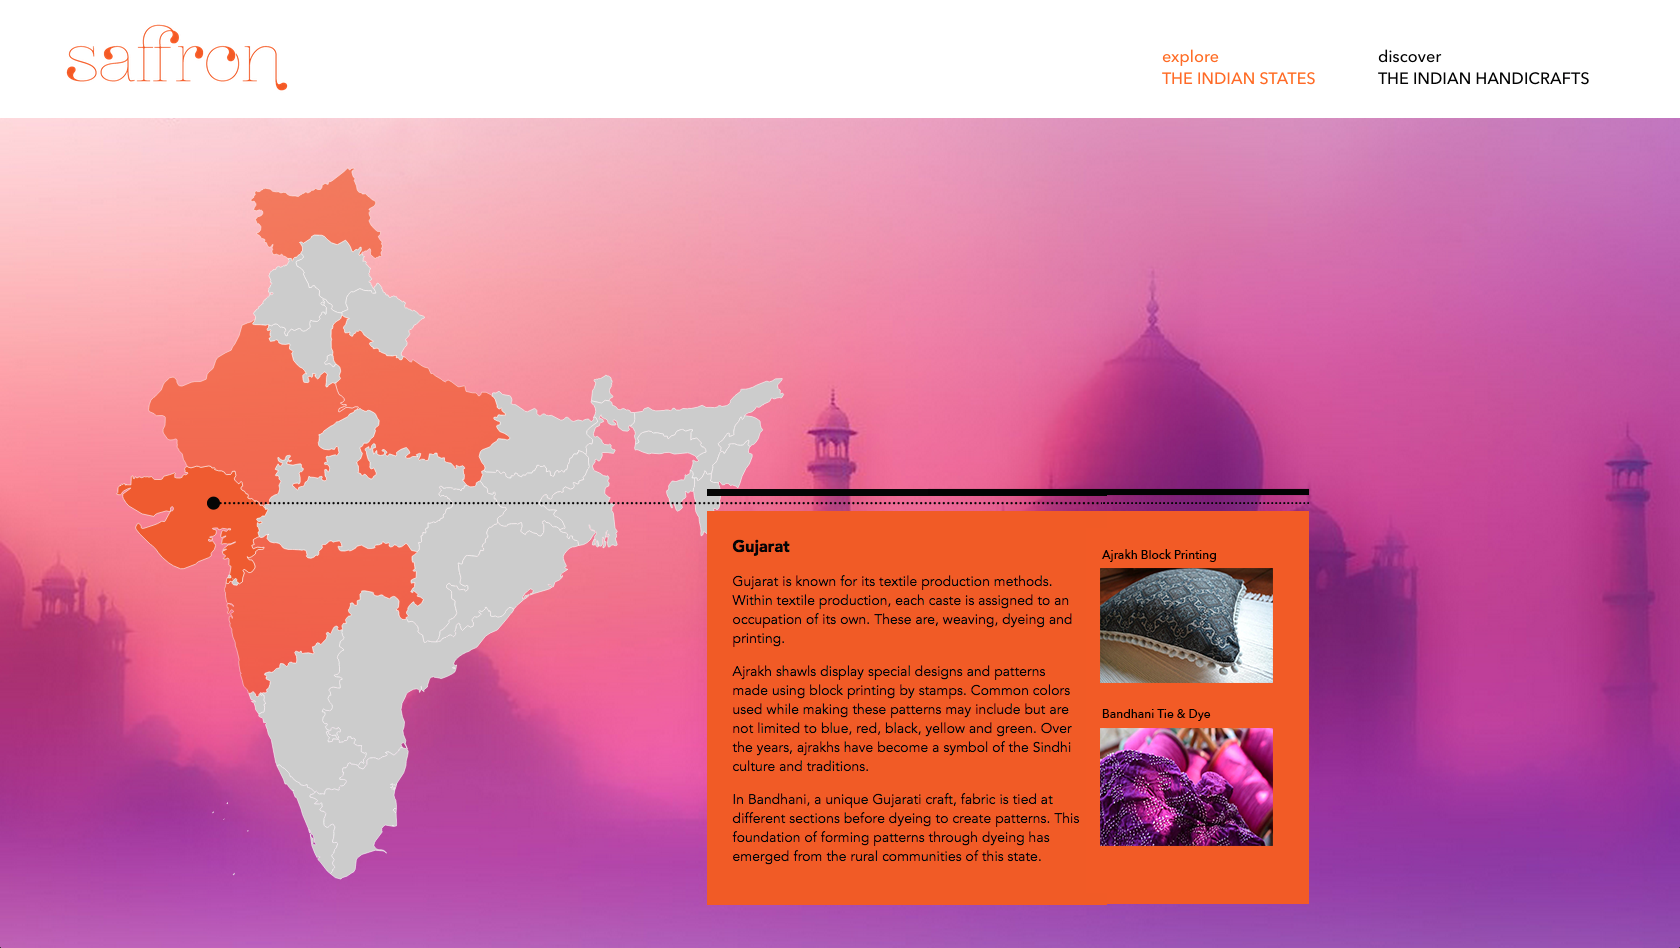 saffron
explore
THE INDIAN STATES
discover
THE INDIAN HANDICRAFTS
Gujarat
Gujarat is known for its textile production methods.
Within textile production, each caste is assigned to an
occupation of its own. These are, weaving, dyeing and
printing.
Ajrakh shawls display special designs and patterns
made using block printing by stamps. Common colors
used while making these patterns may include but are
not limited to blue, red, black, yellow and green. Over
the years, ajrakhs have become a symbol of the Sindhi
culture and traditions.
In Bandhani, a unique Gujarati craft, fabric is tied at
different sections before dyeing to create patterns. This
foundation of forming patterns through dyeing has
emerged from the rural communities of this state.
Ajrakh Block Printing
Bandhani Tie & Dye